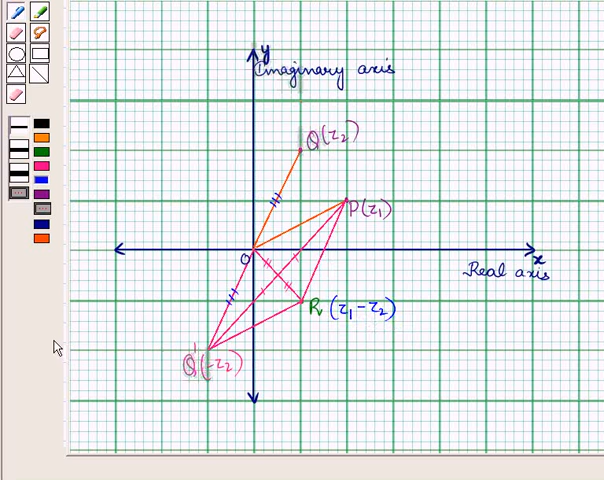 y
Imaginary axis
Q(z2)
P(z1)
O
x
Real axis
R (z1-z2)
Q'(-z2)